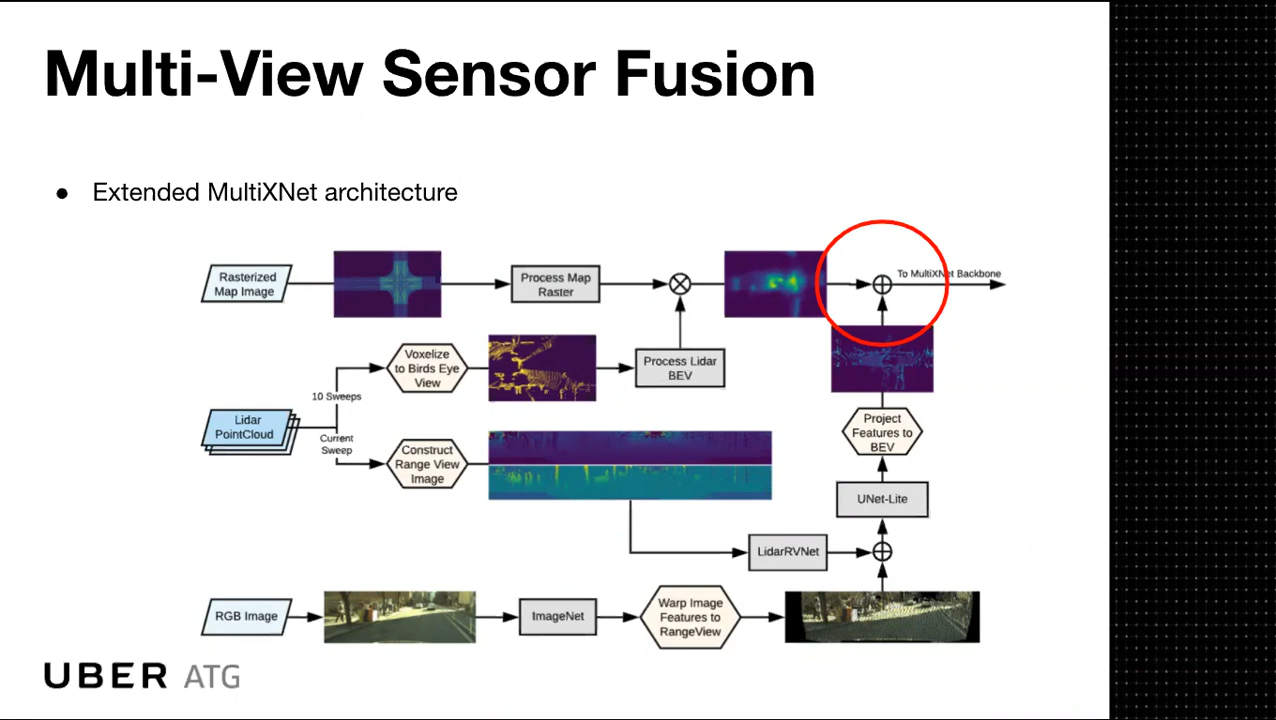 Multi-View Sensor Fusion
● Extended MultiXNet architecture
Rasterized
Map Image
Process Map
Raster
To MultiXNet Backbone
Voxelize
to Birds Eye
View
Process Lidar
BEV
10 Sweeps
Lidar
PointCloud
Current
Sweep
Construct
Range View
Image
Project
Features to
BEV
UNet-Lite
LidarRVNet
RGB Image
ImageNet
Warp Image
Features to
RangeView
UBER ATG